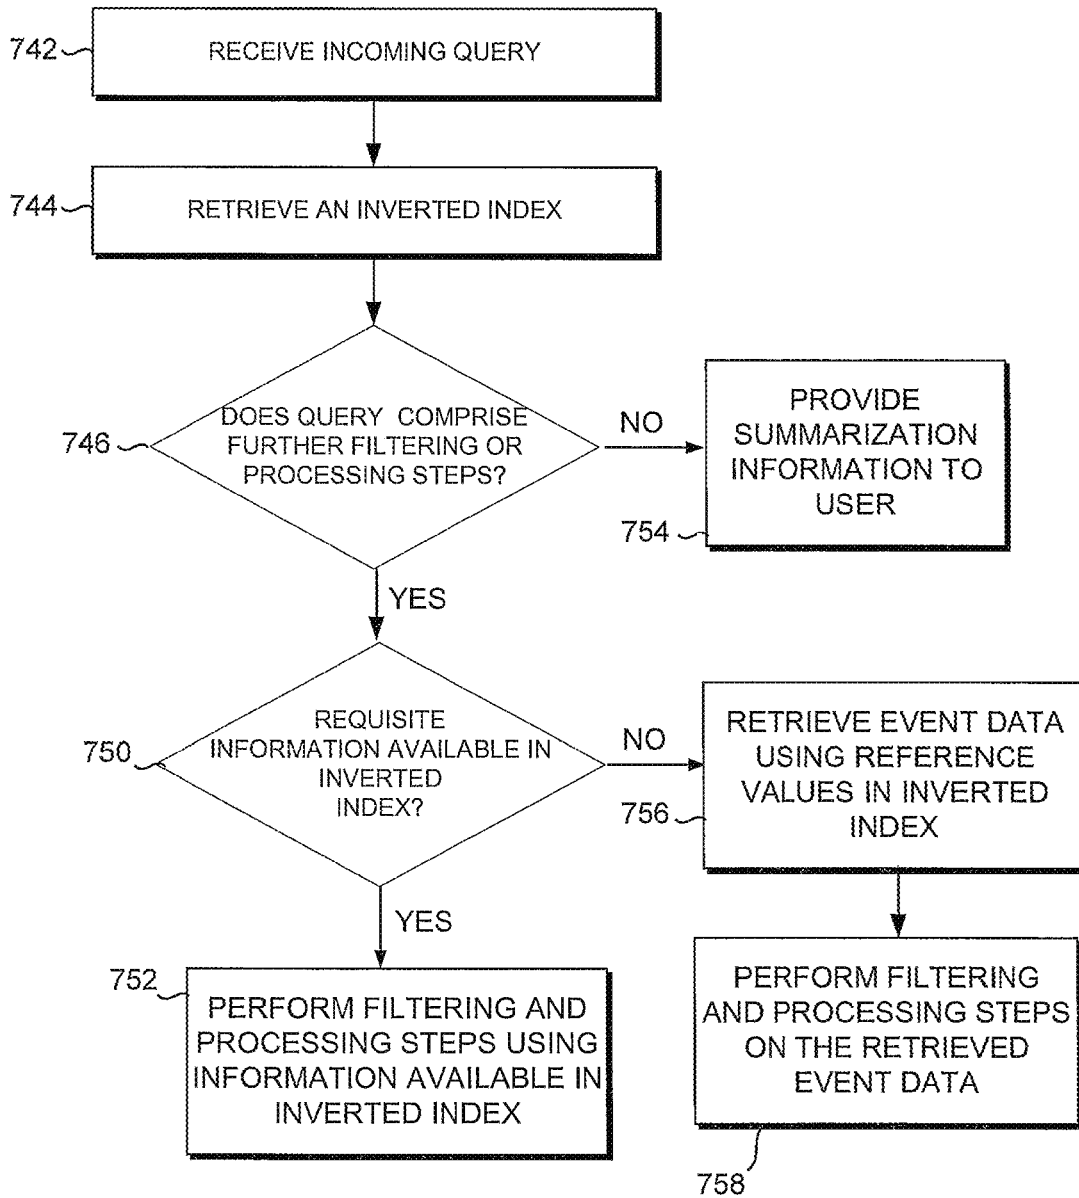 742
RECEIVE INCOMING QUERY
744
RETRIEVE AN INVERTED INDEX
746
DOES QUERY COMPRISE
FURTHER FILTERING OR
PROCESSING STEPS?
NO
PROVIDE
SUMMARIZATION
INFORMATION TO
USER
754
YES
750
REQUISITE
INFORMATION AVAILABLE IN
INVERTED
INDEX?
NO
RETRIEVE EVENT DATA
USING REFERENCE
VALUES IN INVERTED
INDEX
756
YES
752
PERFORM FILTERING AND
PROCESSING STEPS USING
INFORMATION AVAILABLE IN
INVERTED INDEX
PERFORM FILTERING
AND PROCESSING STEPS
ON THE RETRIEVED
EVENT DATA
758